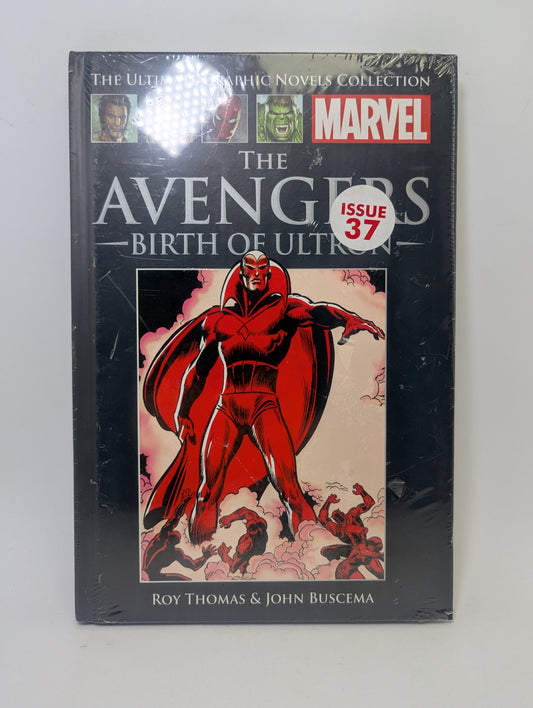 The Ultimate Graphic Novels Collection
MARVEL
The
AVENGERS
ISSUE
37
BIRTH OF ULTRON
Roy Thomas & John Buscema